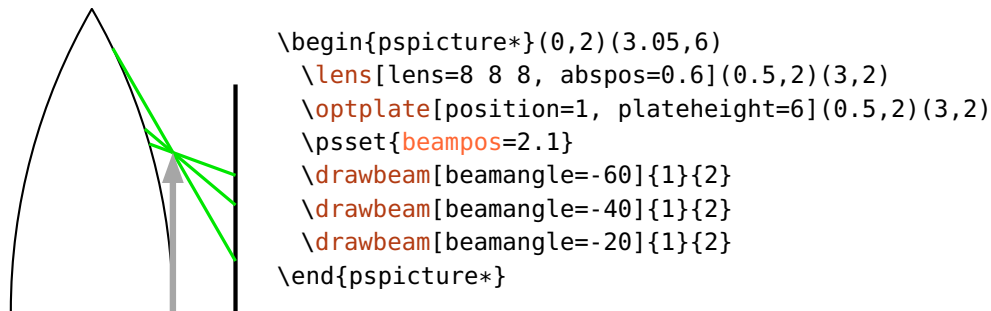 \begin{pspicture*}(0,2)(3.05,6)
\lens[lens=8 8 8, abspos=0.6](0.5,2)(3,2)
\optplate[position=1, plateheight=6](0.5,2)(3,2)
\psset{beampos=2.1}
\drawbeam[beamangle=-60]{1}{2}
\drawbeam[beamangle=-40]{1}{2}
\drawbeam[beamangle=-20]{1}{2}
\end{pspicture*}